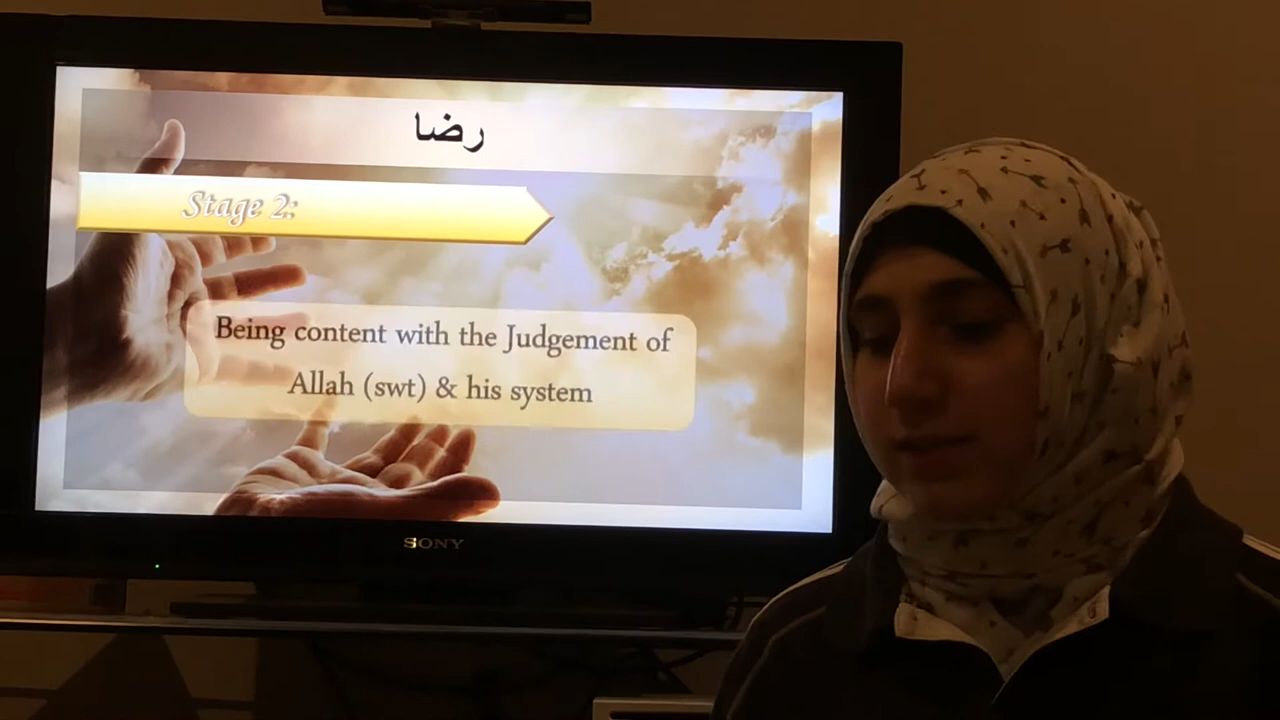 رضا
Stage 2:
Being content with the Judgement of
Allah (swt) & his system
SONY